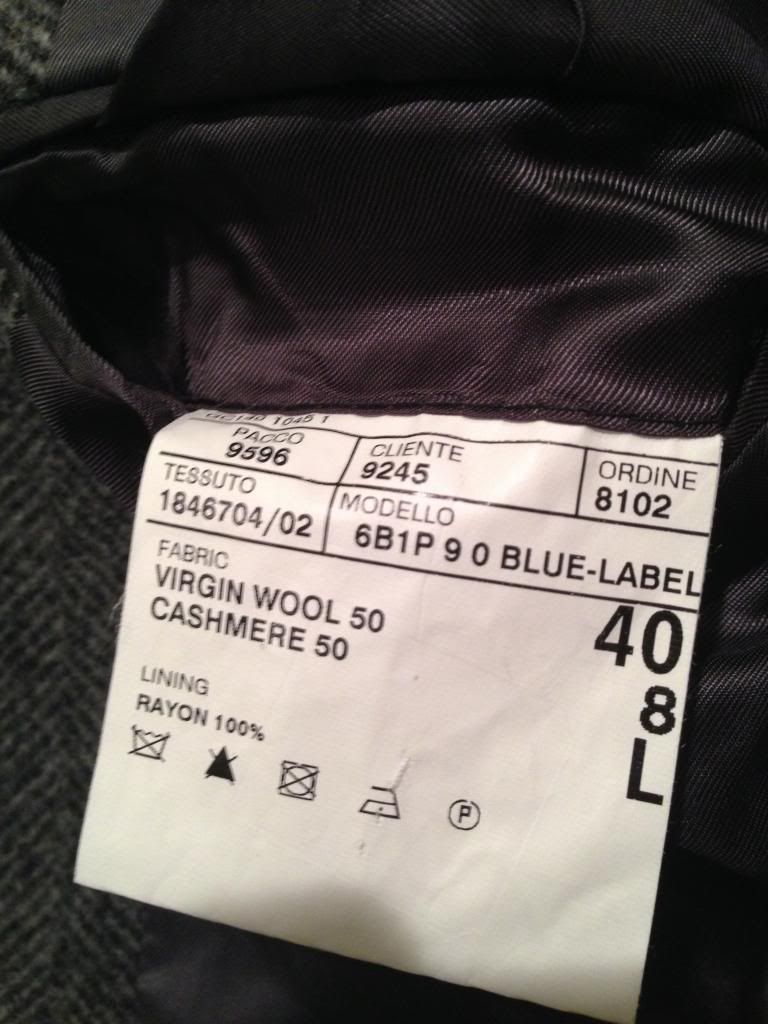 PACCO
9596
CLIENTE
9245
ORDINE
8102
TESSUTO
1846704/02
MODELLO
6B1P 9 0 BLUE-LABEL
FABRIC
VIRGIN WOOL 50
CASHMERE 50
40
8
L
LINING
RAYON 100%
P